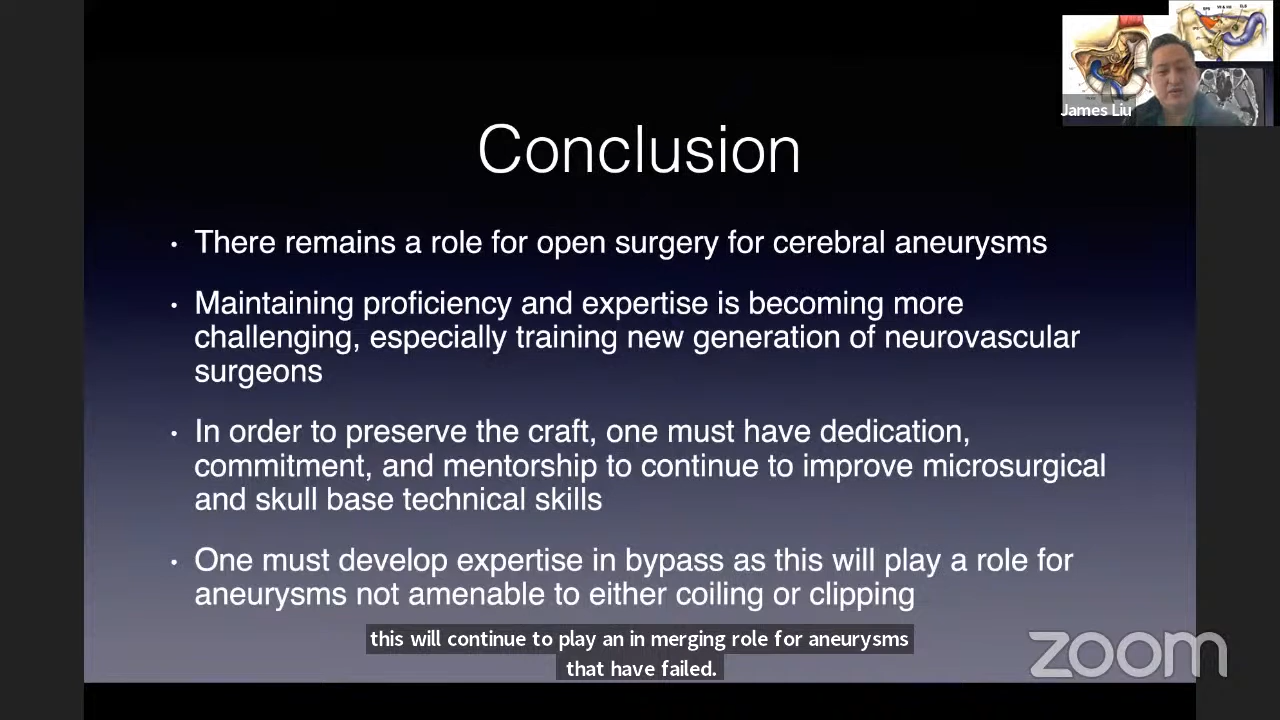 James Liu
Conclusion
• There remains a role for open surgery for cerebral aneurysms
• Maintaining proficiency and expertise is becoming more
challenging, especially training new generation of neurovascular
surgeons
• In order to preserve the craft, one must have dedication,
commitment, and mentorship to continue to improve microsurgical
and skull base technical skills
• One must develop expertise in bypass as this will play a role for
aneurysms not amenable to either coiling or clipping
this will continue to play an in merging role for aneurysms
that have failed.
zoom